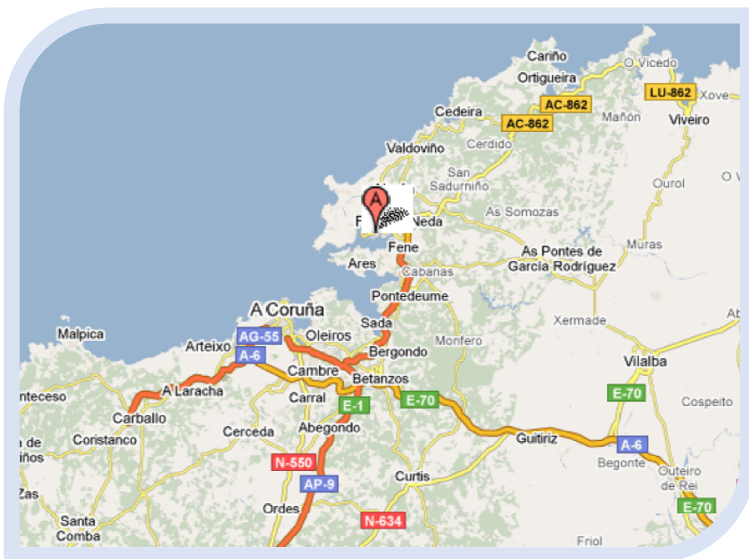 Cariño
O Vicedo
Ortigueira
LU-862
Xove
AC-862
Cedeira
AC-862
Mañón
Viveiro
Cerdido
Valdoviño
San
Sadurniño
Ourol
A
As Somozas
Neda
Fene
Muras
As Pontes de
García Rodríguez
Ares
Cabanas
Pontedeume
A Coruña
Xermade
Sada
Malpica
AG-55
Oleiros
Monfero
Arteixo
A-6
Bergondo
Vilalba
Cambre
Betanzos
A Laracha
E-70
E-70
Carral
E-1
Cospeito
Carballo
Abegondo
Cerceda
Coristanco
Guitiriz
A-6
N-550
Begonte
Outeiro
de Rei
Curtis
AP-9
Zas
Ordes
E-70
Santa
Comba
N-634
Friol